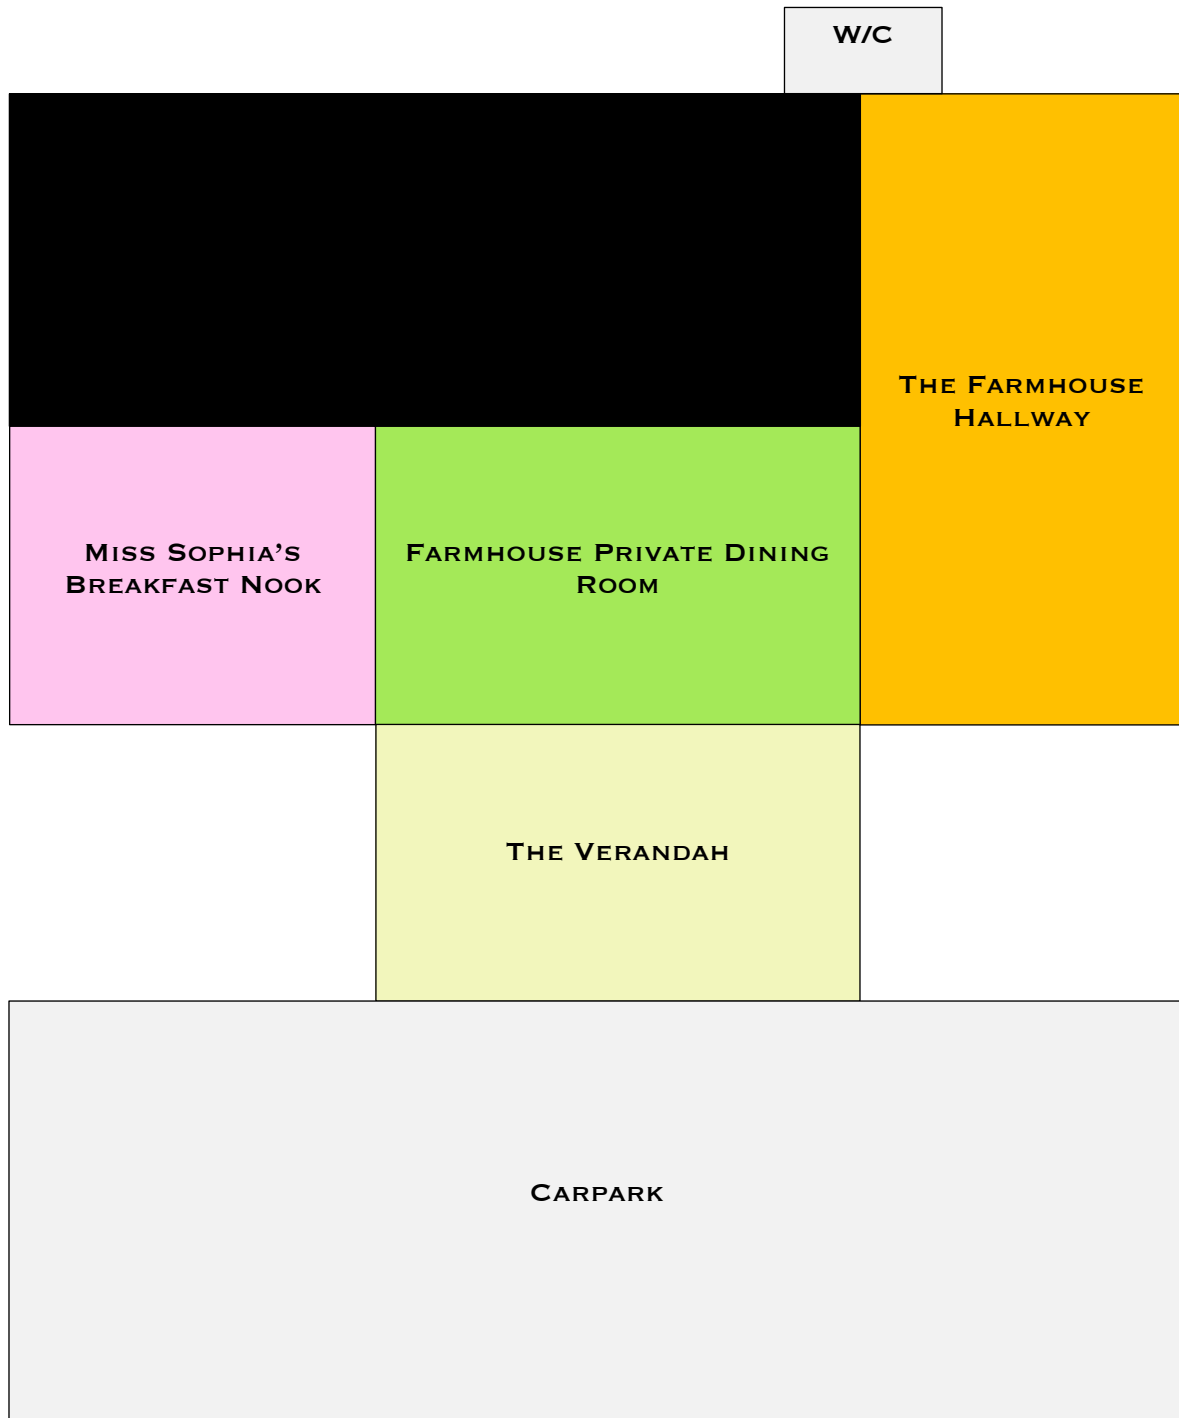 W/C
The Farmhouse
Hallway
Miss Sophia's
Breakfast Nook
Farmhouse Private Dining
Room
The Verandah
Carpark